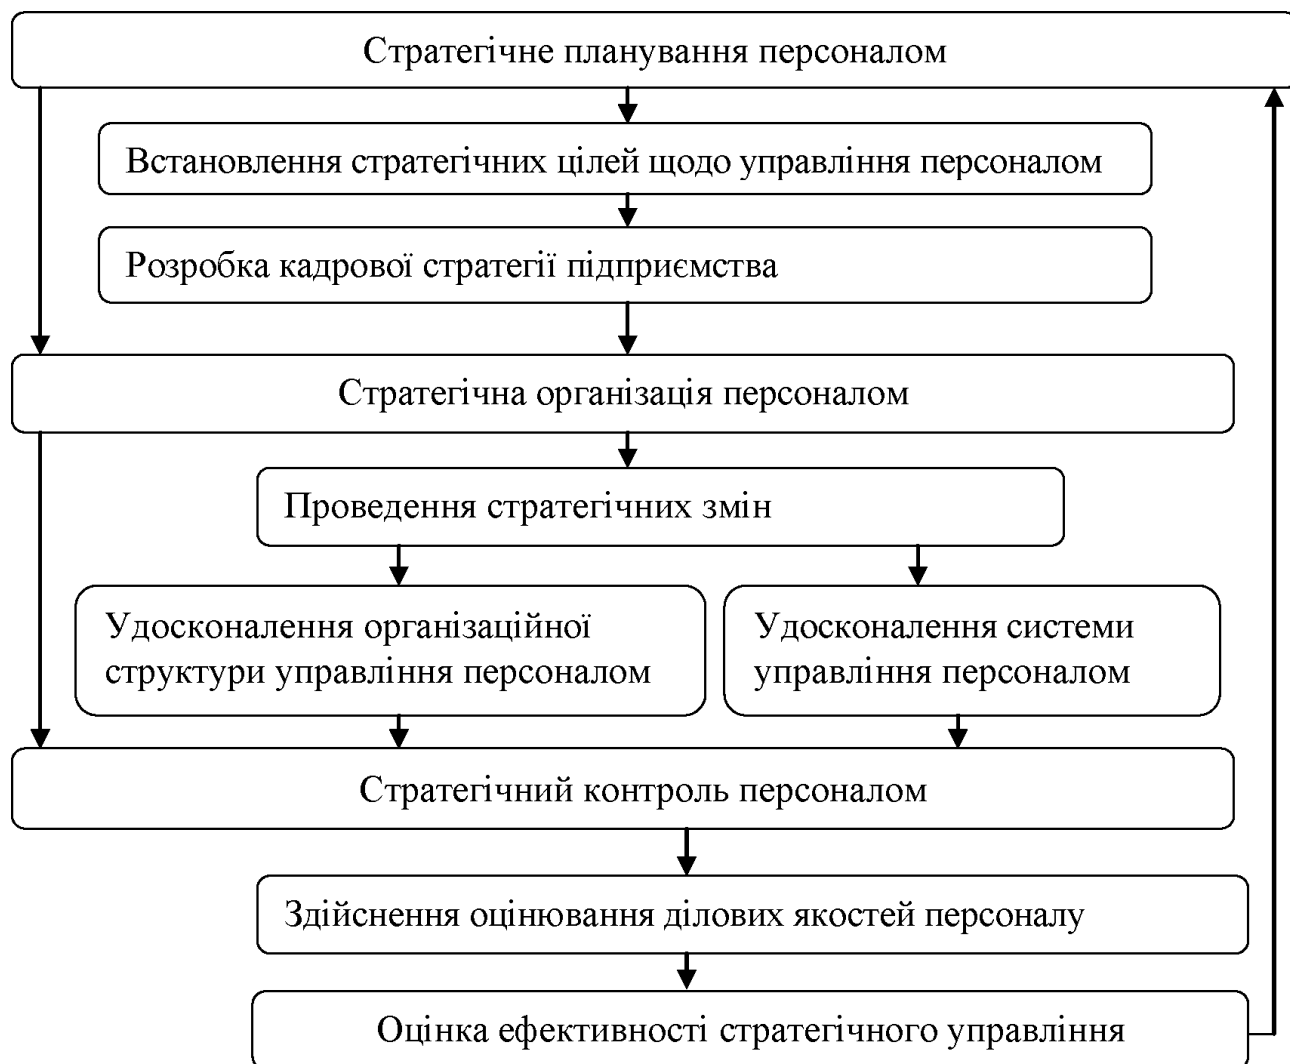 Стратегічне планування персоналом
Встановлення стратегічних цілей щодо управління персоналом
Розробка кадрової стратегії підприємства
Стратегічна організація персоналом
Проведення стратегічних змін
Удосконалення організаційної
структури управління персоналом
Удосконалення системи
управління персоналом
Стратегічний контроль персоналом
Здійснення оцінювання ділових якостей персоналу
Оцінка ефективності стратегічного управління